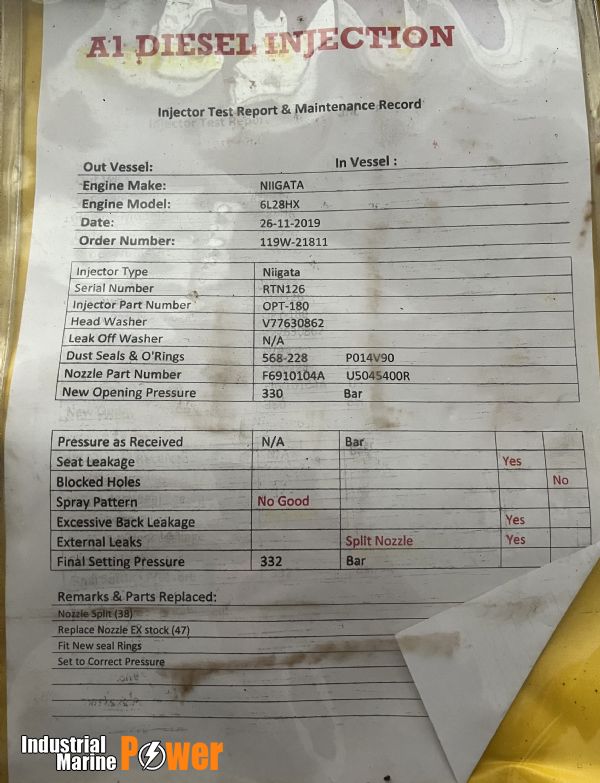 A1 DIESEL INJECTION
Injector Test Report & Maintenance Record
Out Vessel: In Vessel :
Engine Make: NIIGATA
Engine Model: 6L28HX
Date: 26-11-2019
Order Number: 119W-21811
Injector Type Niigata
Serial Number RTN126
Injector Part Number OPT-180
Head Washer V77630862
Leak Off Washer N/A
Dust Seals & O'Rings 568-228 P014V90
Nozzle Part Number F6910104A U5045400R
New Opening Pressure 330 Bar
Pressure as Received N/A Bar
Seat Leakage Yes
Blocked Holes No
Spray Pattern No Good
Excessive Back Leakage Yes
External Leaks Split Nozzle Yes
Final Setting Pressure 332 Bar
Remarks & Parts Replaced:
Nozzle Split (38)
Replace Nozzle EX stock (47)
Fit New seal Rings
Set to Correct Pressure
Industrial
Marine Power